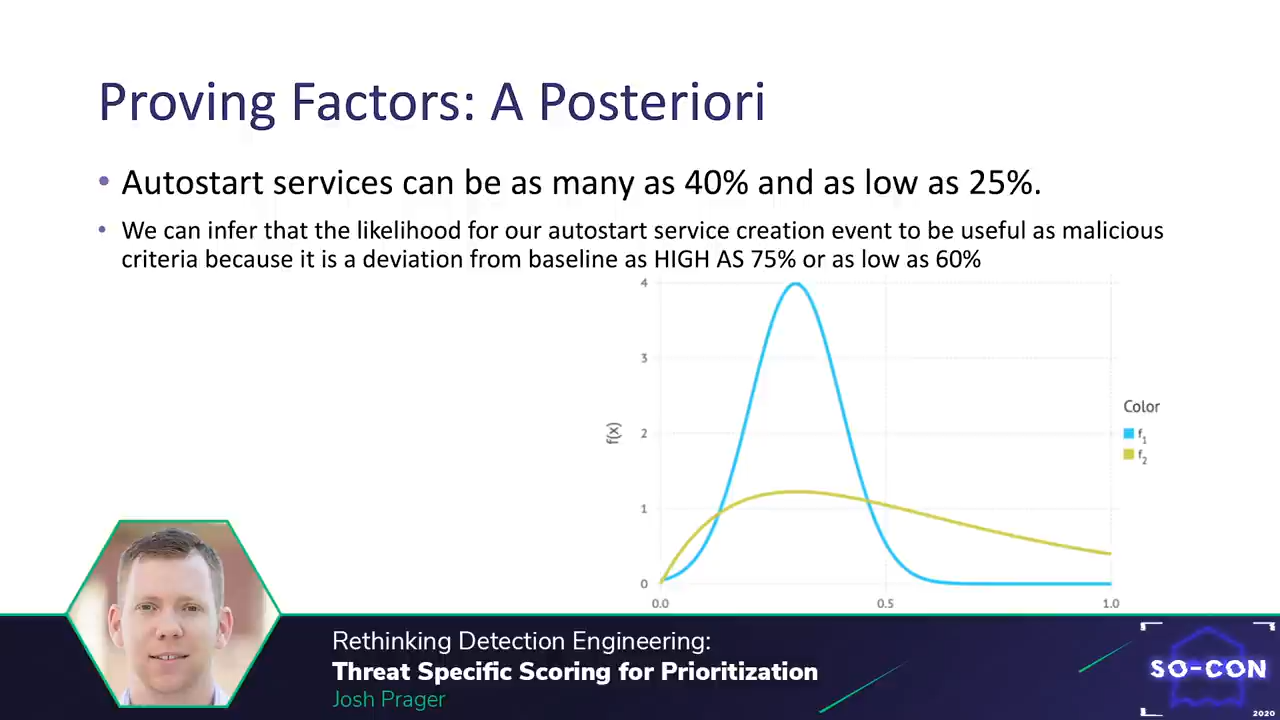 Proving Factors: A Posteriori
• Autostart services can be as many as 40% and as low as 25%.
• We can infer that the likelihood for our autostart service creation event to be useful as malicious
criteria because it is a deviation from baseline as HIGH AS 75% or as low as 60%
4
3
2
1
0
f(x)
0.0
0.5
1.0
Color
f1
f2
Rethinking Detection Engineering:
Threat Specific Scoring for Prioritization
Josh Prager
SO-CON
2020